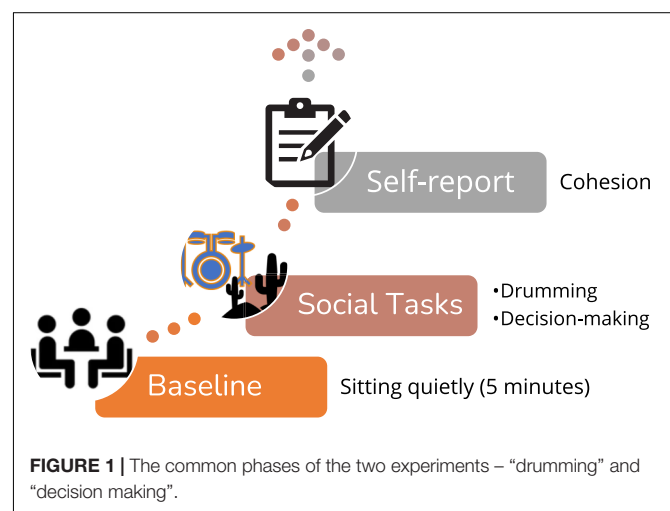 Self-report
Cohesion
Social Tasks
•Drumming
•Decision-making
Baseline
Sitting quietly (5 minutes)
FIGURE 1 | The common phases of the two experiments – “drumming” and
“decision making”.